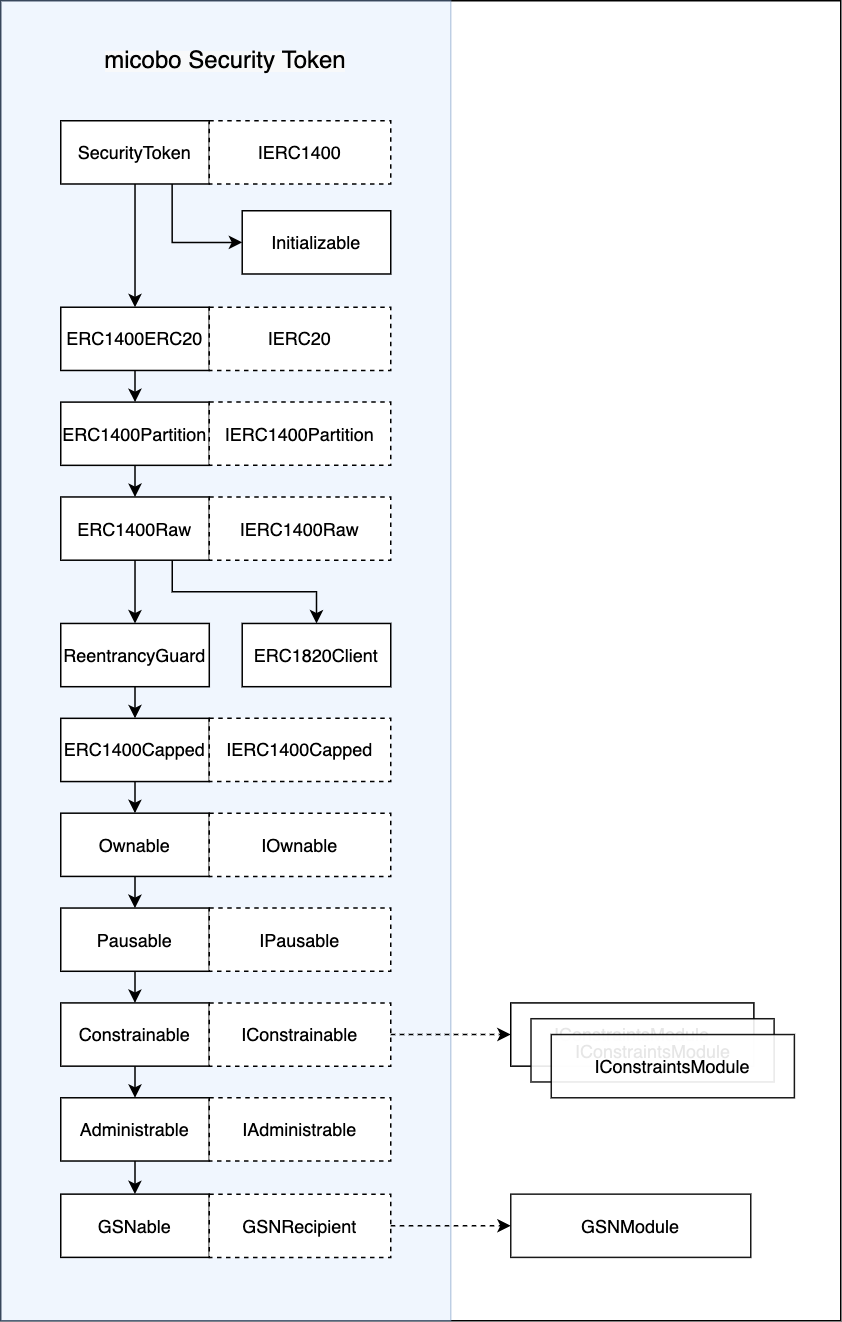 micobo Security Token
SecurityToken IERC1400
Initializable
ERC1400ERC20 IERC20
ERC1400Partition IERC1400Partition
ERC1400Raw IERC1400Raw
ReentrancyGuard ERC1820Client
ERC1400Capped IERC1400Capped
Ownable IOwnable
Pausable IPausable
Constrainable IConstrainable
IConstraintsModule
IConstraintsModule
IConstraintsModule
Administrable IAdministrable
GSNable GSNRecipient GSNModule